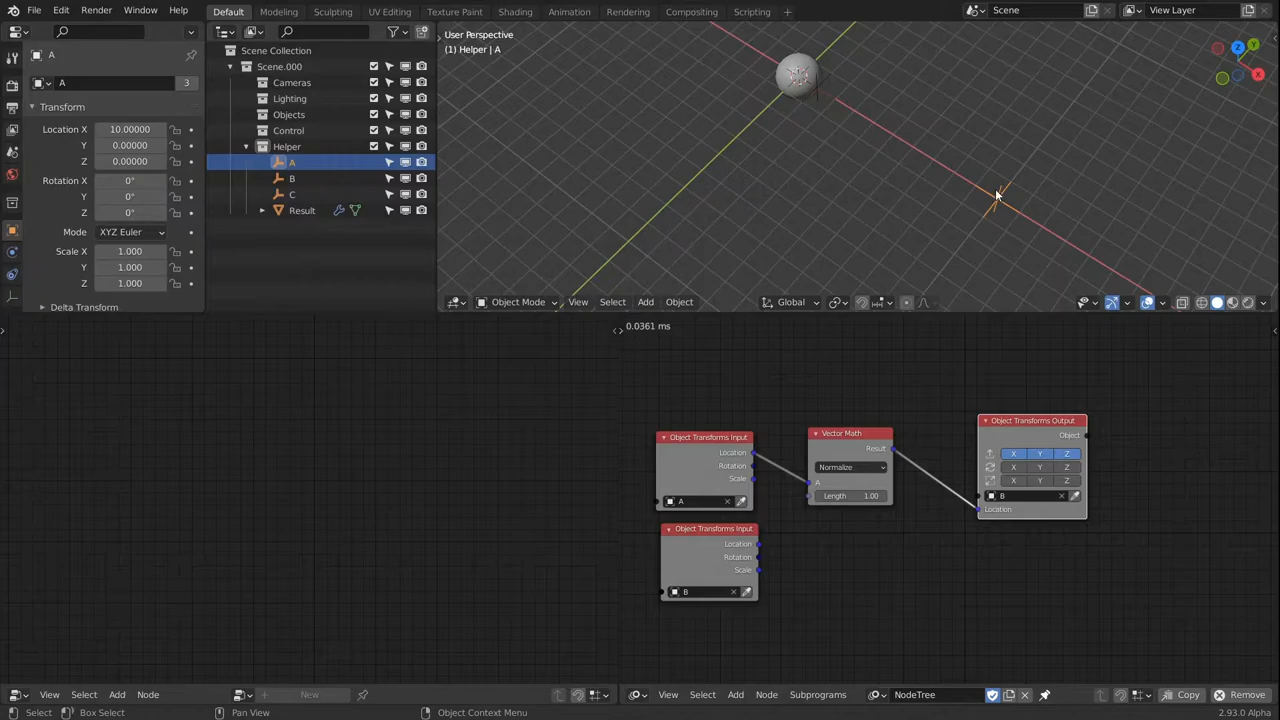 File Edit Render Window Help Default Modeling Sculpting UV Editing Texture Paint Shading Animation Rendering Compositing Scripting + Scene View Layer
A
A 3
Transform
Location X 10.00000
Y 0.00000
Z 0.00000
Rotation X 0°
Y 0°
Z 0°
Mode XYZ Euler
Scale X 1.000
Y 1.000
Z 1.000
Delta Transform
Scene Collection
Scene.000
Cameras
Lighting
Objects
Control
Helper
A
B
C
Result
User Perspective
(1) Helper | A
Z
Y
X
Object Mode View Select Add Object Global
0.0361 ms
Object Transforms Input
Location
Rotation
Scale
A
Object Transforms Input
Location
Rotation
Scale
B
Vector Math
Result
Normalize
A
Length 1.00
Object Transforms Output
Object
X Y Z
X Y Z
X Y Z
B
Location
View Select Add Node + New
View Select Add Node Subprograms NodeTree Copy Remove
Select Box Select Pan View Object Context Menu 2.93.0 Alpha